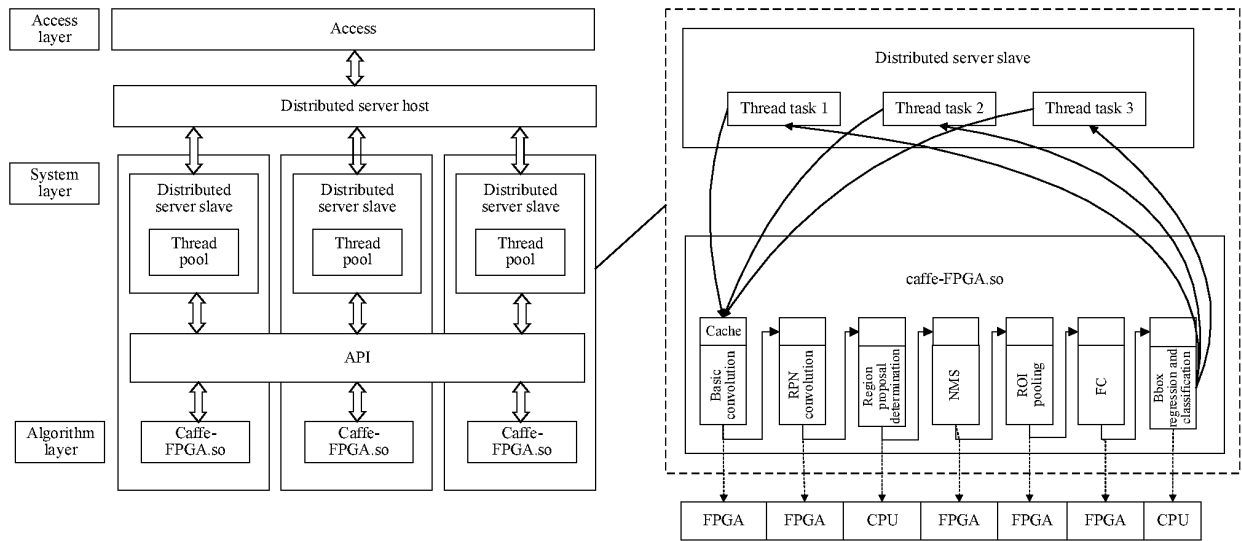 Access
layer
Access
Distributed server host
System
layer
Distributed
server slave
Thread
pool
Distributed
server slave
Thread
pool
Distributed
server slave
Thread
pool
API
Algorithm
layer
Caffe-
FPGA.so
Caffe-
FPGA.so
Caffe-
FPGA.so
Distributed server slave
Thread task 1
Thread task 2
Thread task 3
caffe-FPGA.so
Cache
Basic
convolution
RPN
convolution
Region
proposal
determination
NMS
ROI
pooling
FC
Bbox
regression and
classification
FPGA
FPGA
CPU
FPGA
FPGA
FPGA
CPU